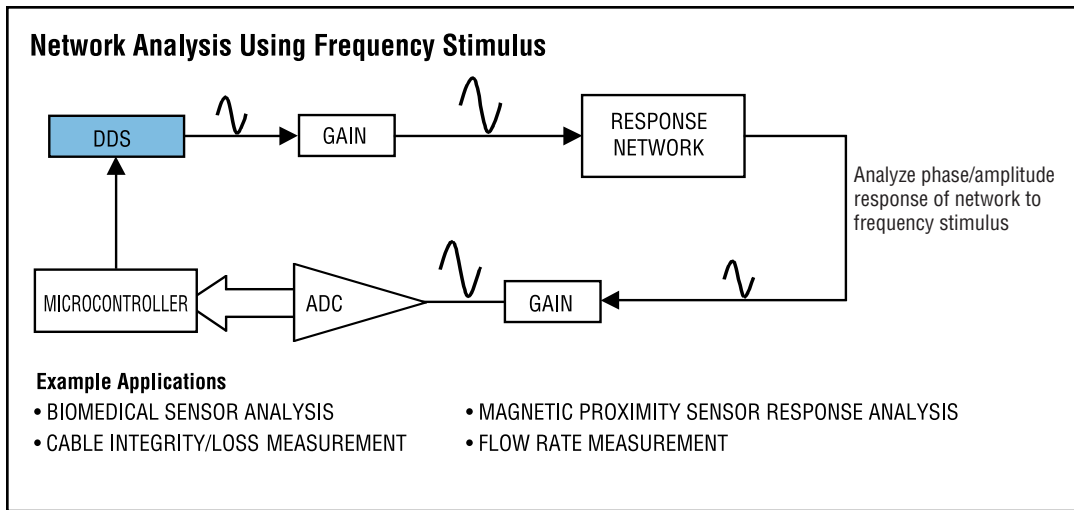 Network Analysis Using Frequency Stimulus
DDS
GAIN
RESPONSE
NETWORK
Analyze phase/amplitude
response of network to
frequency stimulus
MICROCONTROLLER
ADC
GAIN
Example Applications
• BIOMEDICAL SENSOR ANALYSIS
• CABLE INTEGRITY/LOSS MEASUREMENT
• MAGNETIC PROXIMITY SENSOR RESPONSE ANALYSIS
• FLOW RATE MEASUREMENT